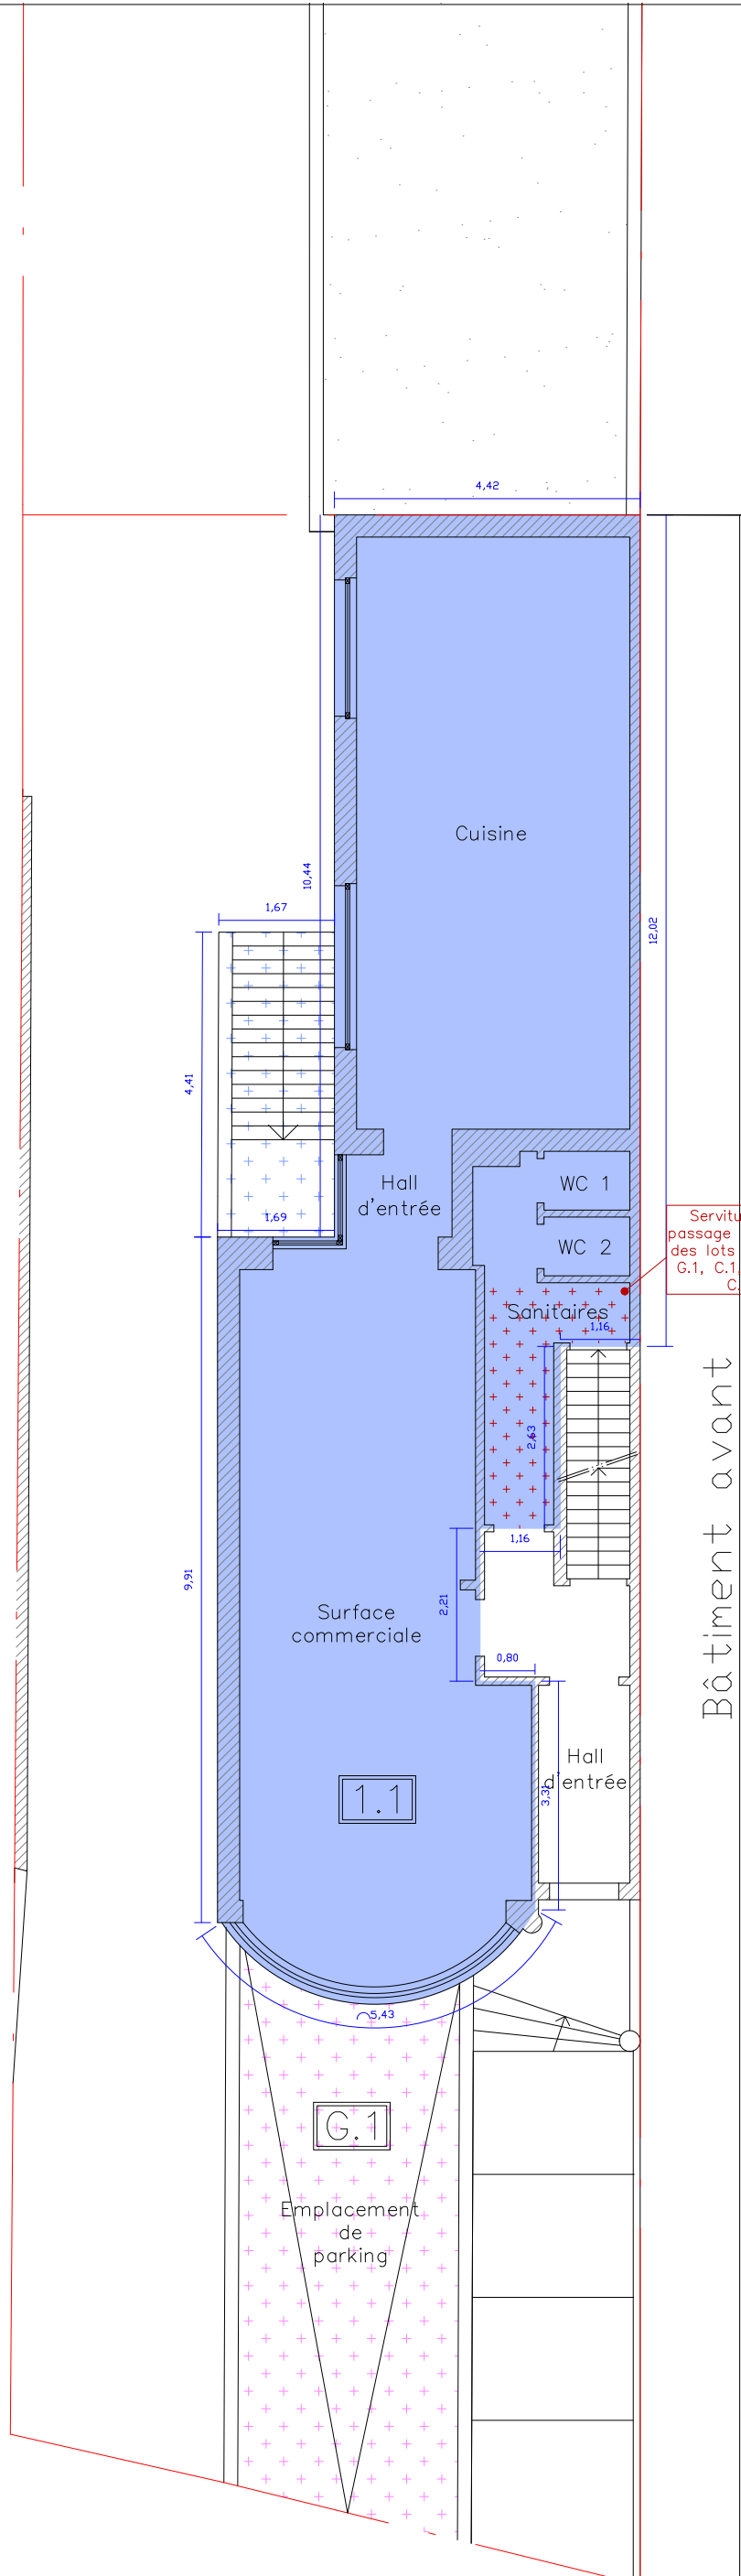 4,42
Cuisine
10,44
12,02
1,67
4,41
1,69
Hall
d'entrée
WC 1
WC 2
Servitu
passage
des lots
G.1, C.1,
C.
Sanitaires
1,16
2,63
1,16
Bâtiment avant
9,91
2,21
Surface
commerciale
0,80
Hall
d'entrée
3,31
1.1
5,43
G.1
Emplacement
de
parking